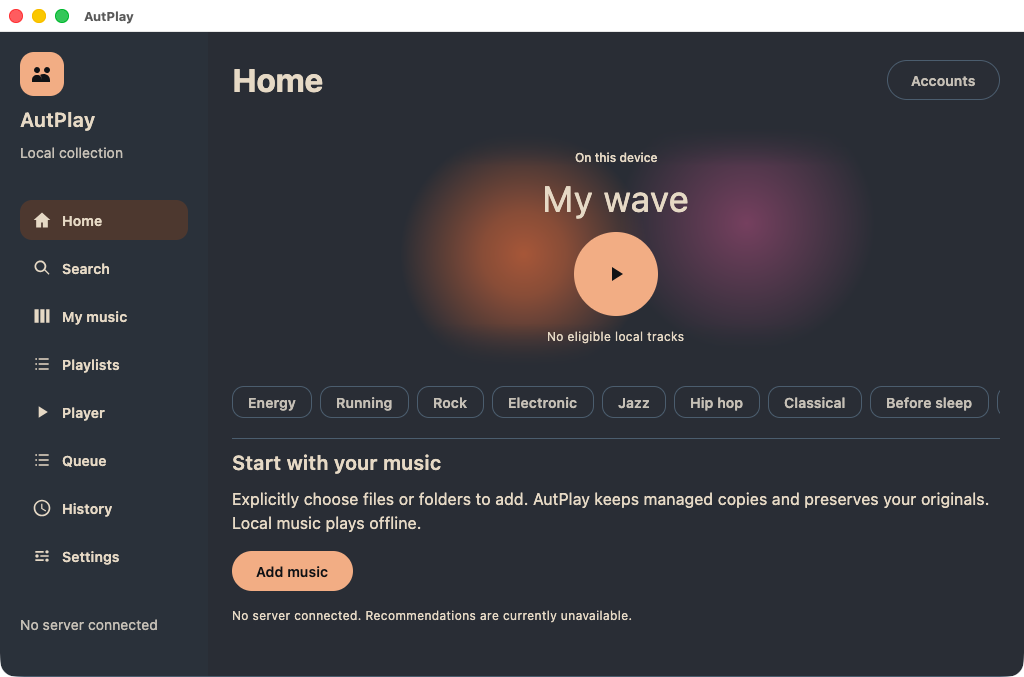 AutPlay
AutPlay
Local collection
Home
Search
My music
Playlists
Player
Queue
History
Settings
No server connected
Home
Accounts
On this device
My wave
No eligible local tracks
Energy
Running
Rock
Electronic
Jazz
Hip hop
Classical
Before sleep
Start with your music
Explicitly choose files or folders to add. AutPlay keeps managed copies and preserves your originals.
Local music plays offline.
Add music
No server connected. Recommendations are currently unavailable.